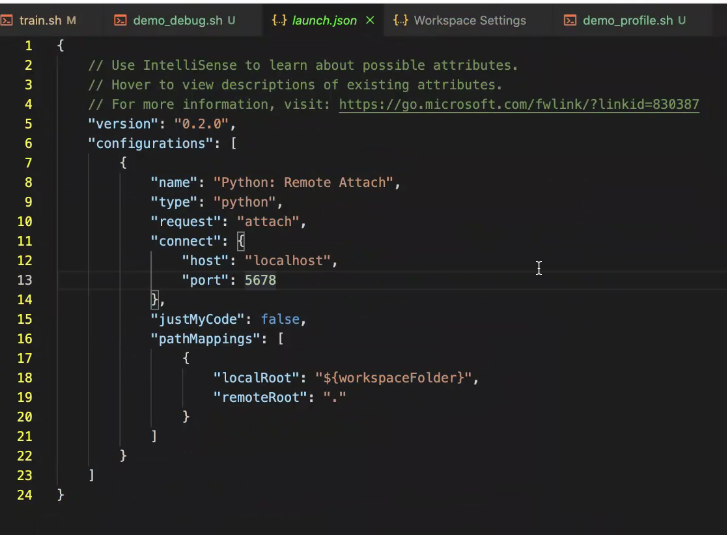 train.sh M demo_debug.sh U {..} launch.json × {..} Workspace Settings demo_profile.sh U
1 {
2 // Use IntelliSense to learn about possible attributes.
3 // Hover to view descriptions of existing attributes.
4 // For more information, visit: https://go.microsoft.com/fwlink/?linkid=830387
5 "version": "0.2.0",
6 "configurations": [
7 {
8 "name": "Python: Remote Attach",
9 "type": "python",
10 "request": "attach",
11 "connect": {
12 "host": "localhost",
13 "port": 5678
14 },
15 "justMyCode": false,
16 "pathMappings": [
17 {
18 "localRoot": "${workspaceFolder}",
19 "remoteRoot": "."
20 }
21 ]
22 }
23 ]
24 }